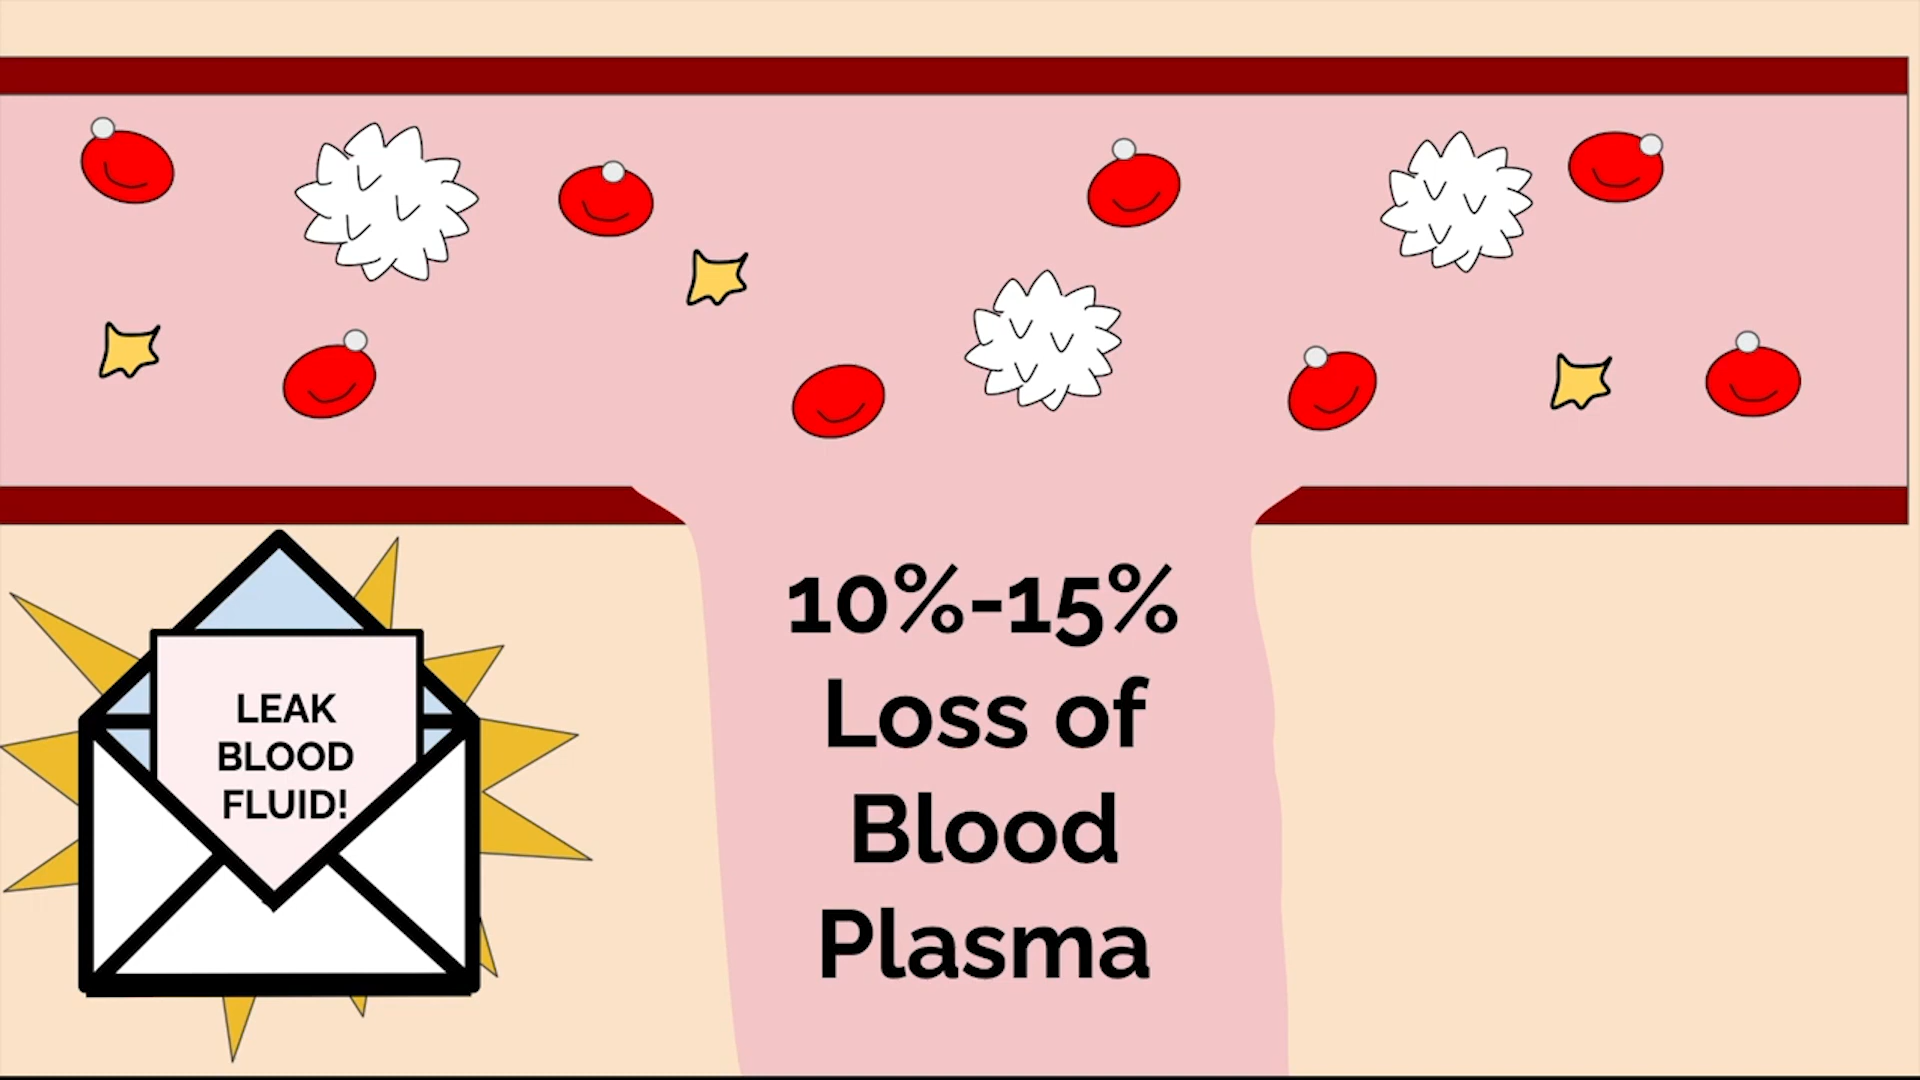 LEAK
BLOOD
FLUID!
10%-15%
Loss of
Blood
Plasma